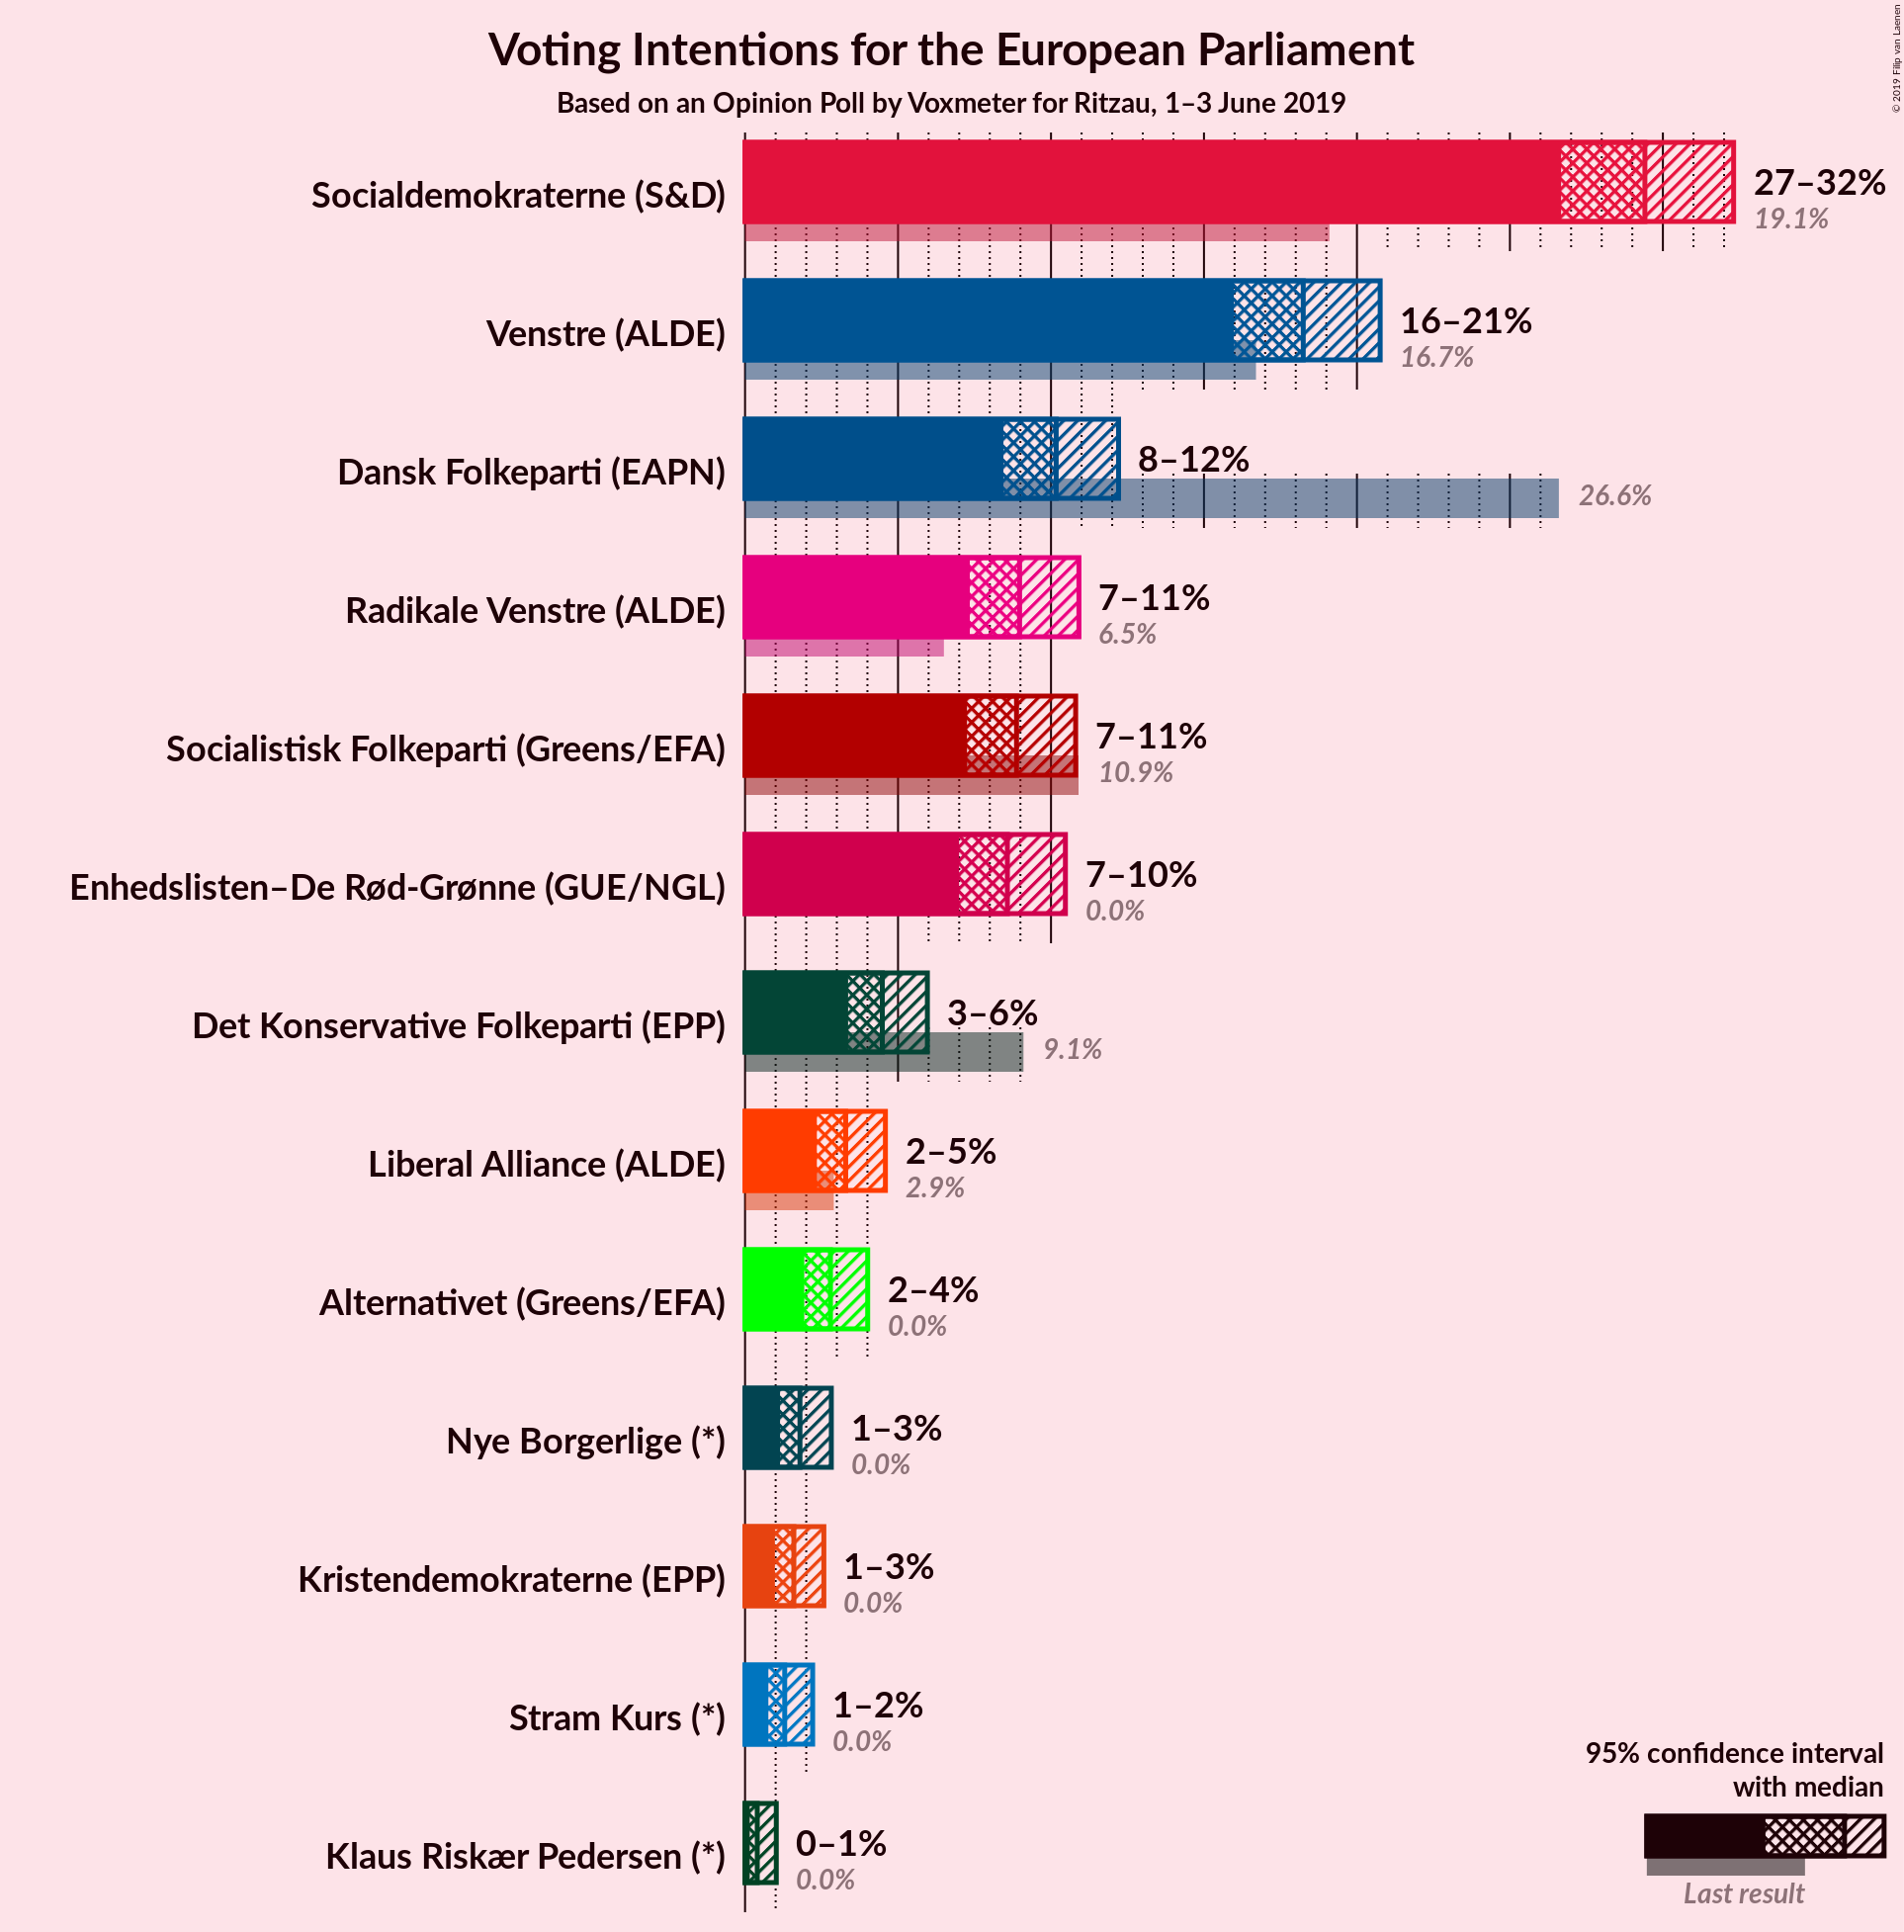 Voting Intentions for the European Parliament
Based on an Opinion Poll by Voxmeter for Ritzau, 1–3 June 2019
© 2019 Filip van Laenen
Socialdemokraterne (S&D)
27–32%
19.1%
Venstre (ALDE)
16–21%
16.7%
Dansk Folkeparti (EAPN)
8–12%
26.6%
Radikale Venstre (ALDE)
7–11%
6.5%
Socialistisk Folkeparti (Greens/EFA)
7–11%
10.9%
Enhedslisten–De Rød-Grønne (GUE/NGL)
7–10%
0.0%
Det Konservative Folkeparti (EPP)
3–6%
9.1%
Liberal Alliance (ALDE)
2–5%
2.9%
Alternativet (Greens/EFA)
2–4%
0.0%
Nye Borgerlige (*)
1–3%
0.0%
Kristendemokraterne (EPP)
1–3%
0.0%
Stram Kurs (*)
1–2%
0.0%
Klaus Riskær Pedersen (*)
0–1%
0.0%
95% confidence interval
with median
Last result